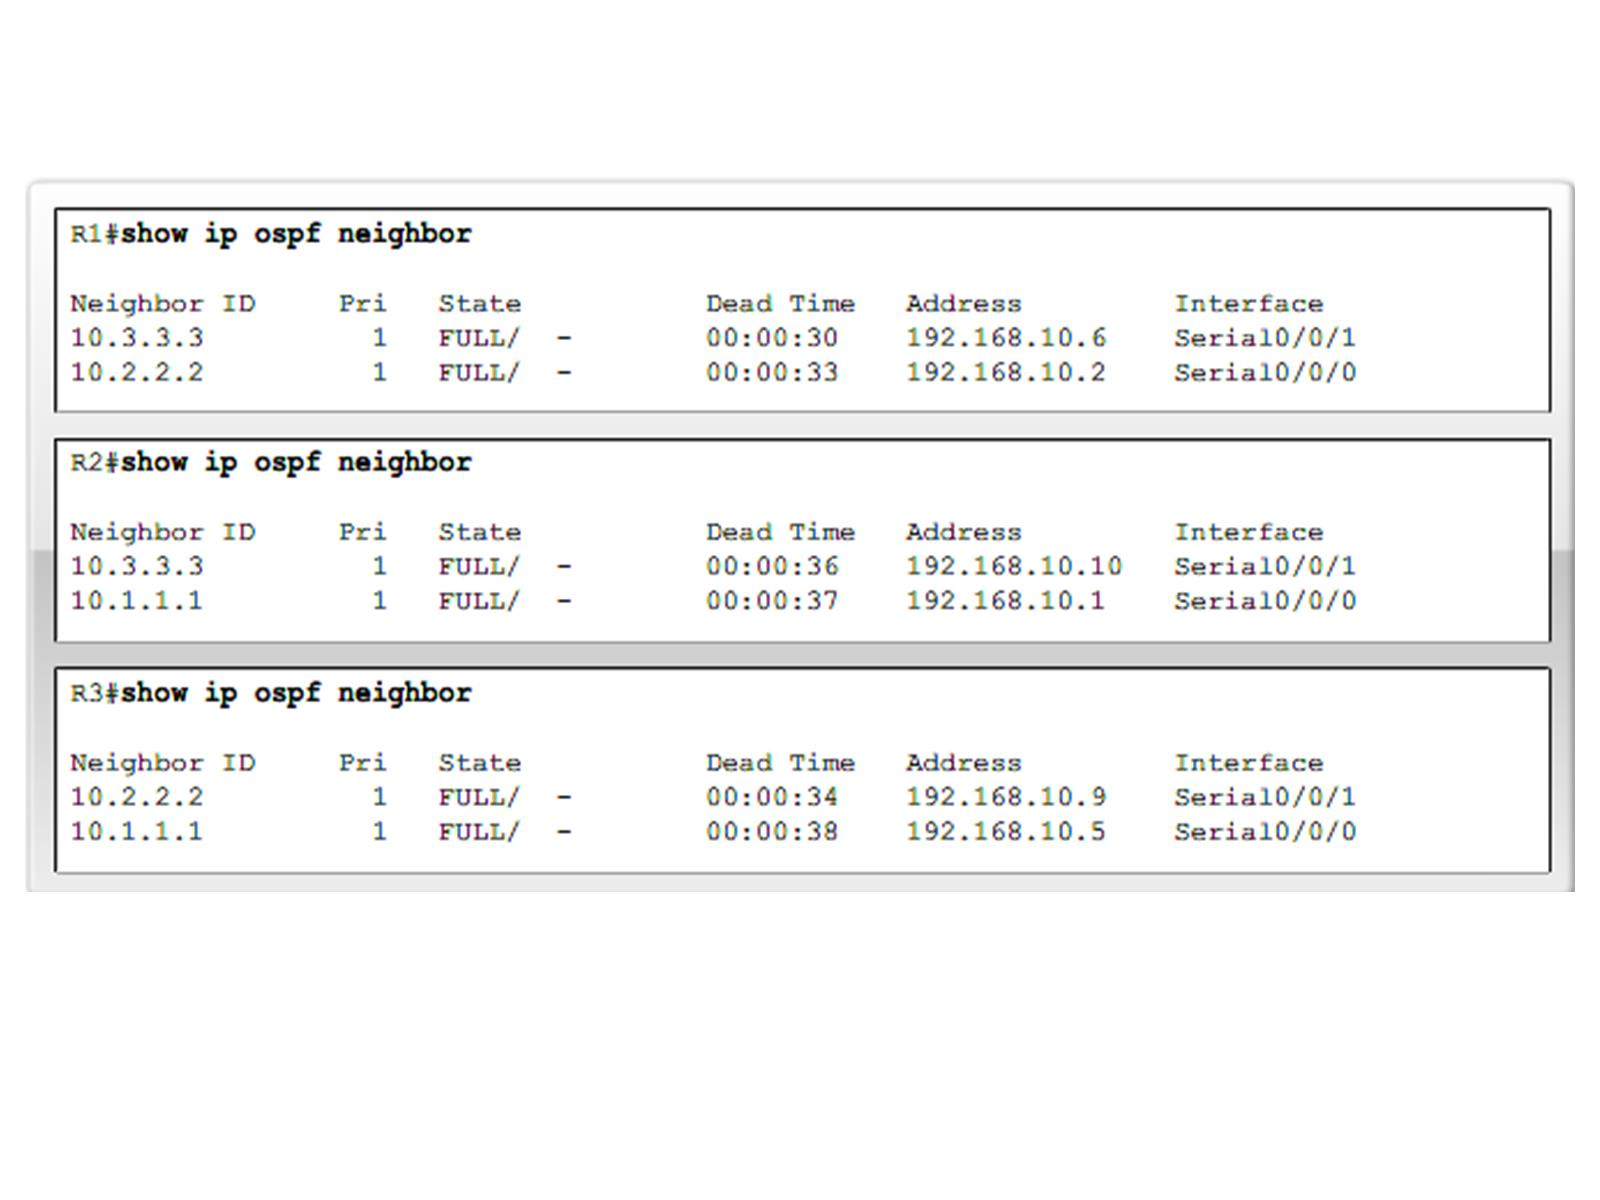 R1#show ip ospf neighbor
Neighbor ID Pri State Dead Time Address Interface
10.3.3.3 1 FULL/ - 00:00:30 192.168.10.6 Serial0/0/1
10.2.2.2 1 FULL/ - 00:00:33 192.168.10.2 Serial0/0/0
R2#show ip ospf neighbor
Neighbor ID Pri State Dead Time Address Interface
10.3.3.3 1 FULL/ - 00:00:36 192.168.10.10 Serial0/0/1
10.1.1.1 1 FULL/ - 00:00:37 192.168.10.1 Serial0/0/0
R3#show ip ospf neighbor
Neighbor ID Pri State Dead Time Address Interface
10.2.2.2 1 FULL/ - 00:00:34 192.168.10.9 Serial0/0/1
10.1.1.1 1 FULL/ - 00:00:38 192.168.10.5 Serial0/0/0